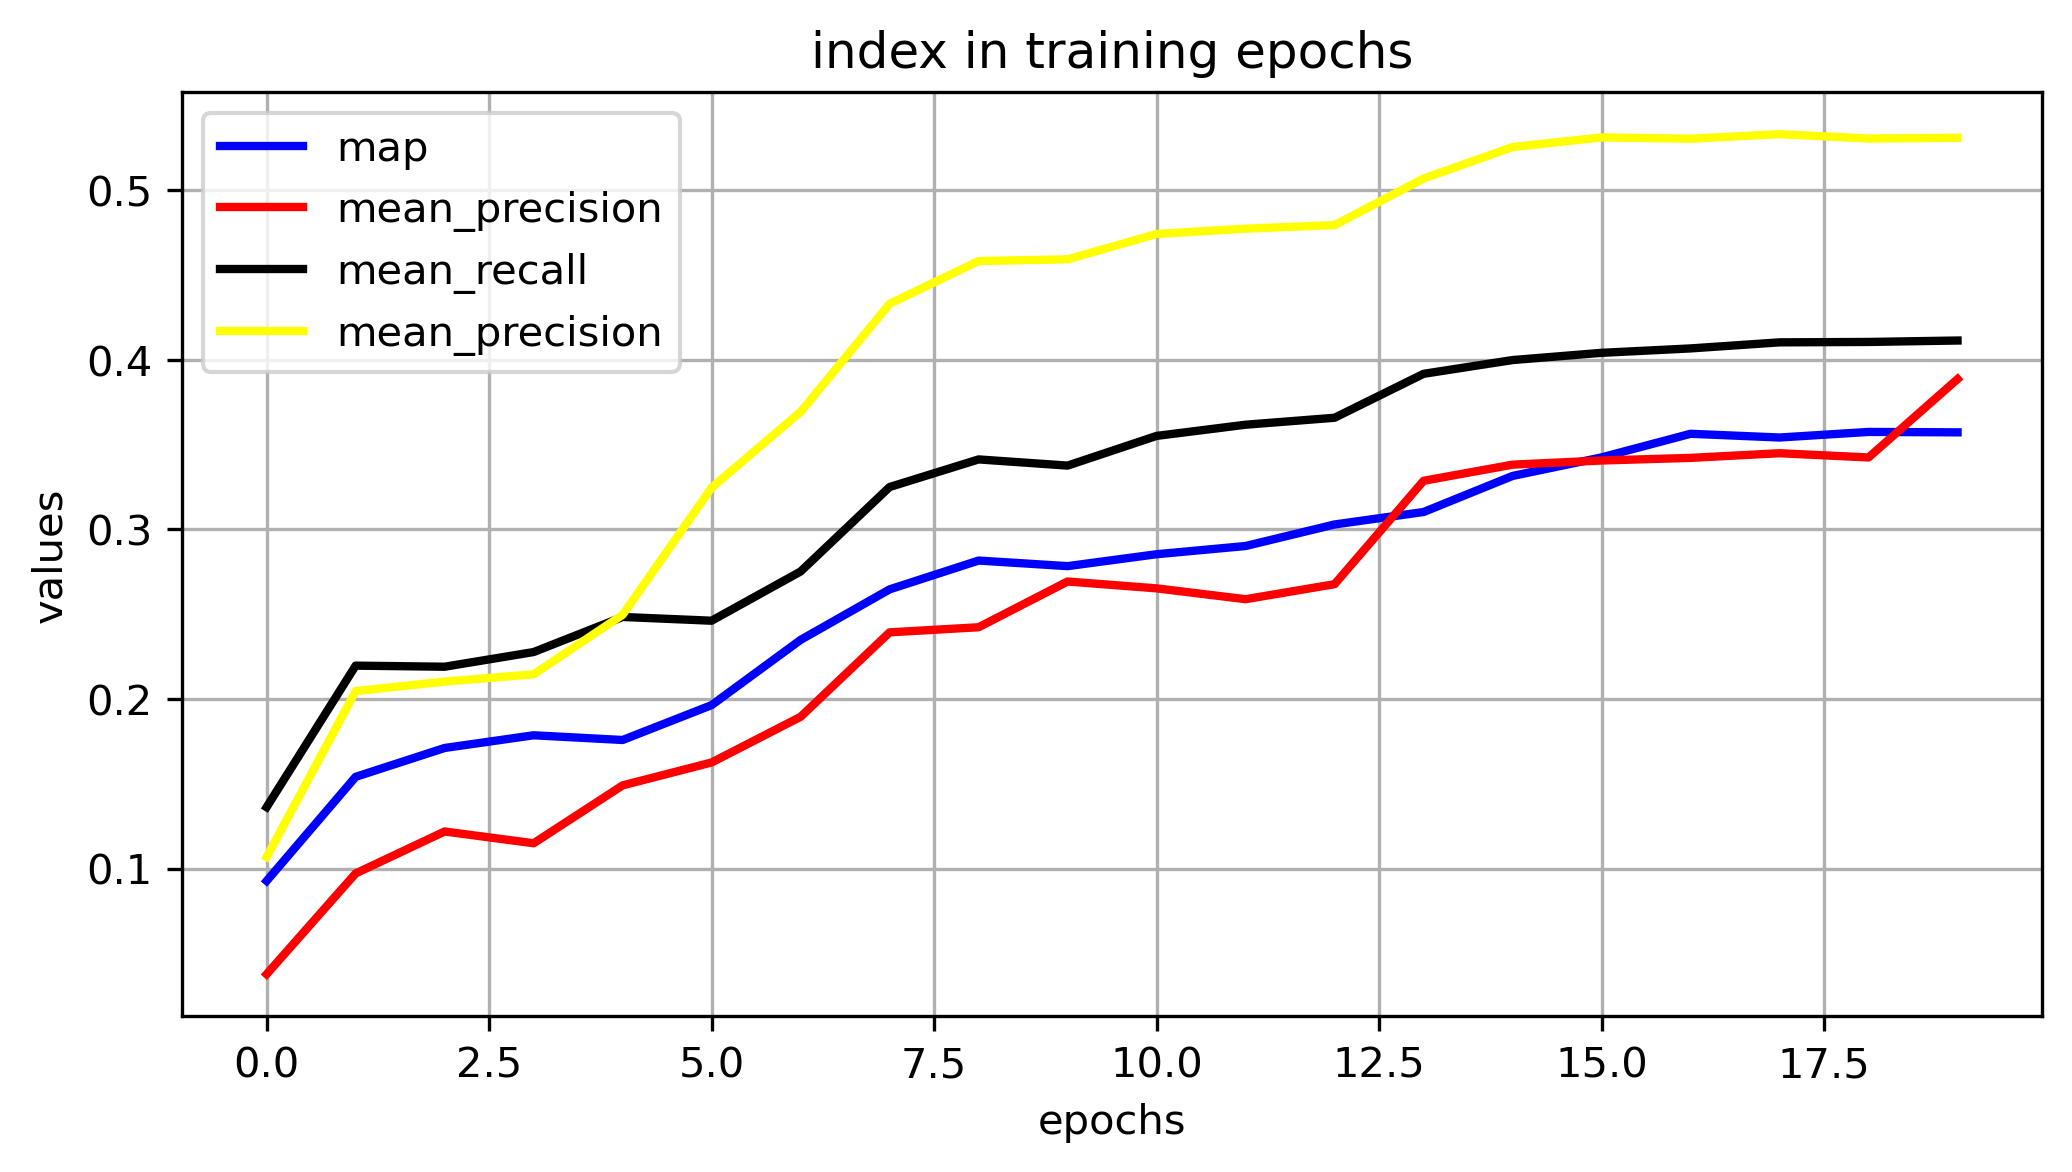 index in training epochs
map
mean_precision
mean_recall
mean_precision
values
0.5
0.4
0.3
0.2
0.1
0.0 2.5 5.0 7.5 10.0 12.5 15.0 17.5
epochs